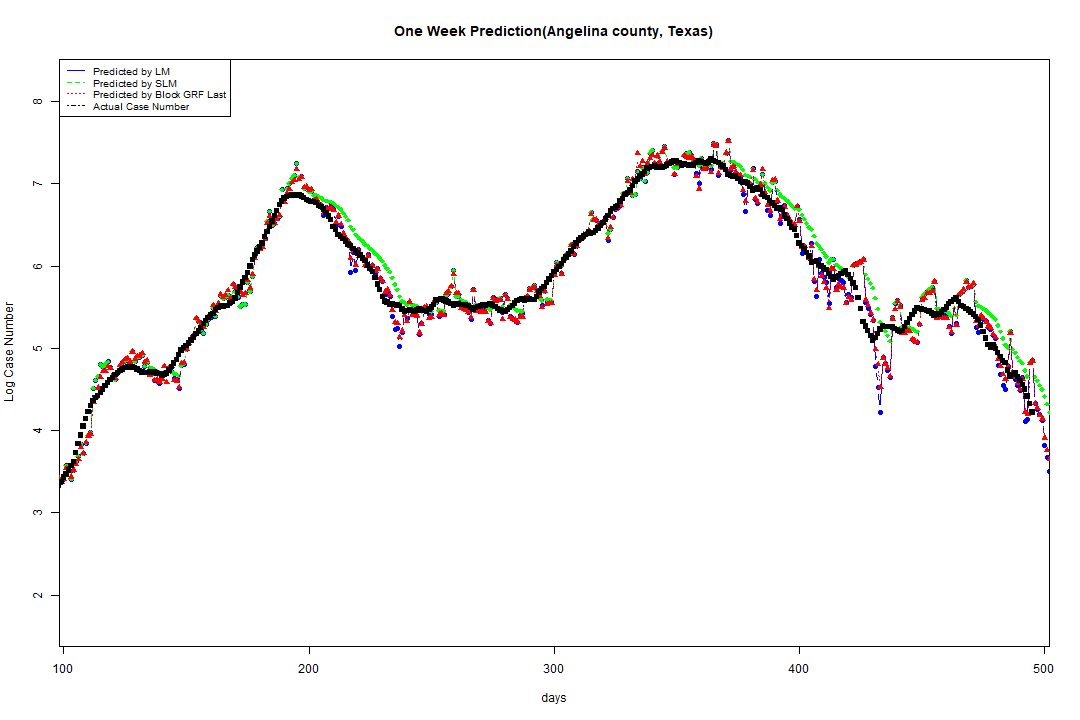 One Week Prediction(Angelina county, Texas)
Predicted by LM
Predicted by SLM
Predicted by Block GRF Last
Actual Case Number
8
7
6
5
4
3
2
Log Case Number
100 200 300 400 500
days